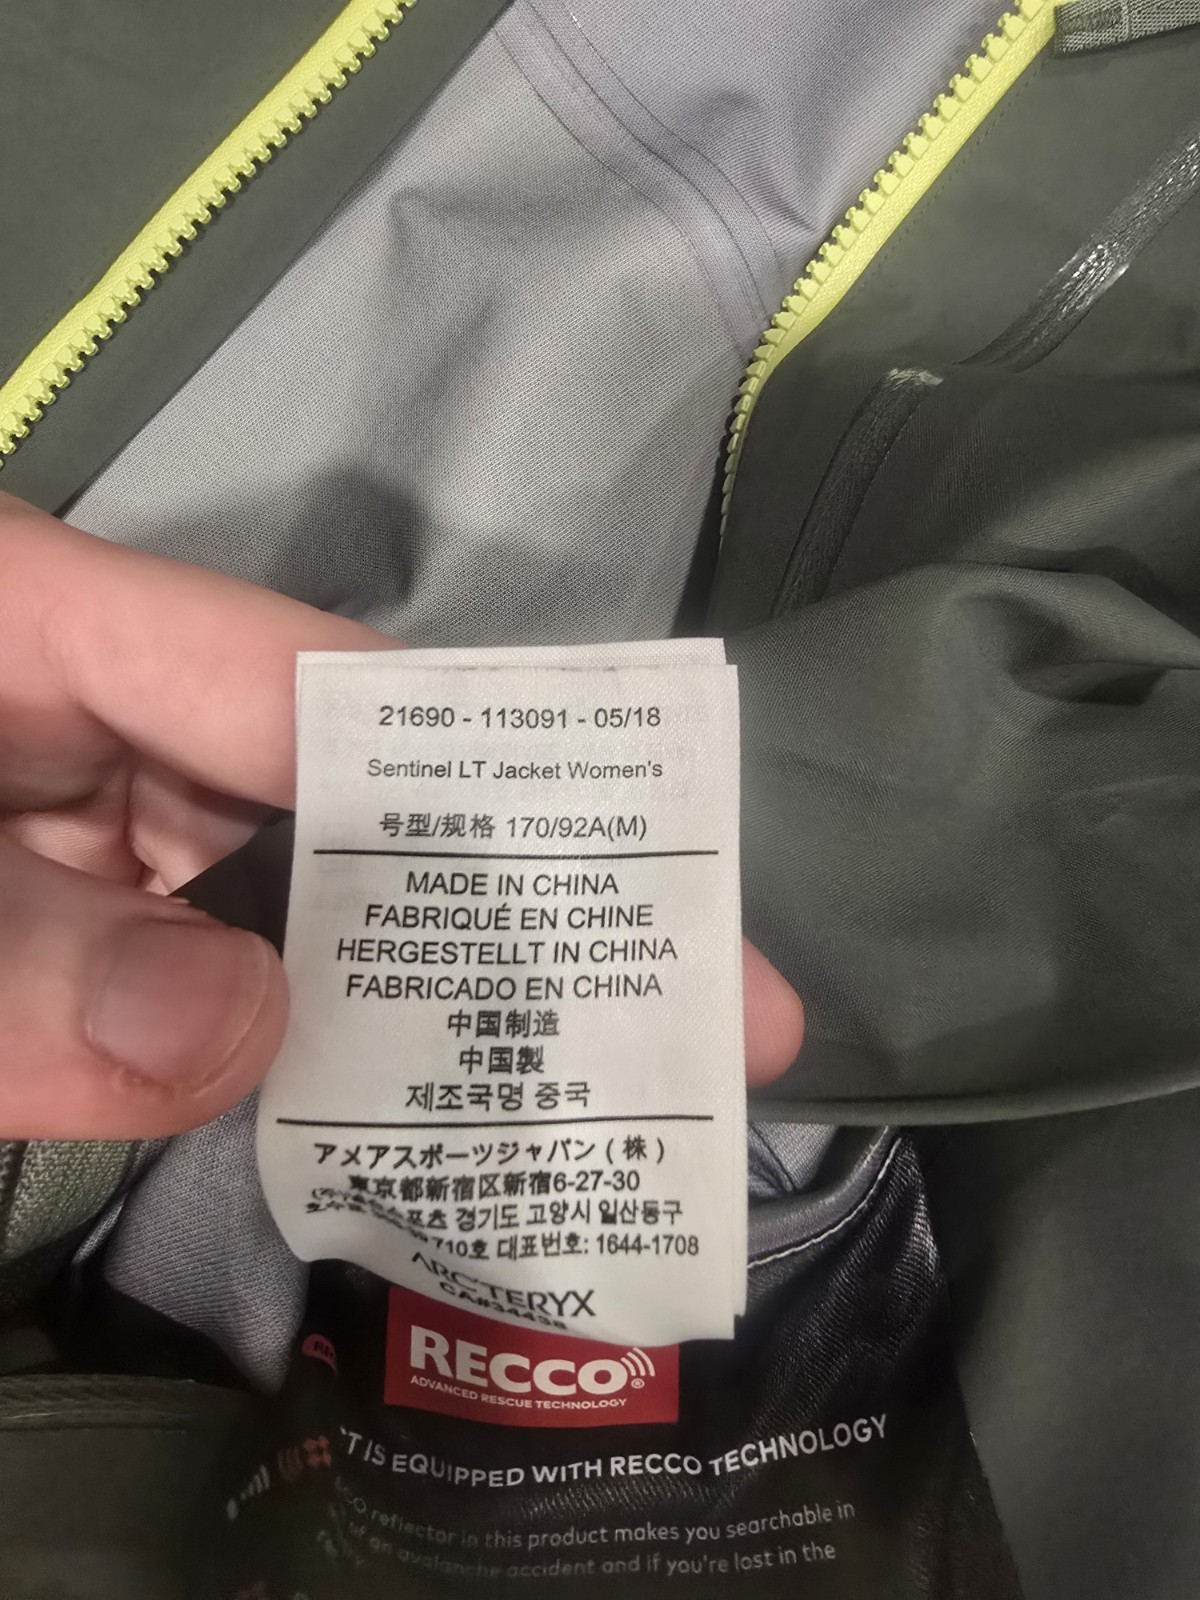 21690 - 113091 - 05/18
Sentinel LT Jacket Women's
号型/规格 170/92A(M)
MADE IN CHINA
FABRIQUÉ EN CHINE
HERGESTELLT IN CHINA
FABRICADO EN CHINA
中国制造
中国製
제조국명 중국
アメアスポーツジャパン(株)
東京都新宿区新宿6-27-30
스포츠 경기도 고양시 일산동구
710호 대표번호: 1644-1708
ARC'TERYX
CA#34438
RECCO®
ADVANCED RESCUE TECHNOLOGY
IS EQUIPPED WITH RECCO TECHNOLOGY
reflector in this product makes you searchable in
of an avalanche accident and if you're lost in the